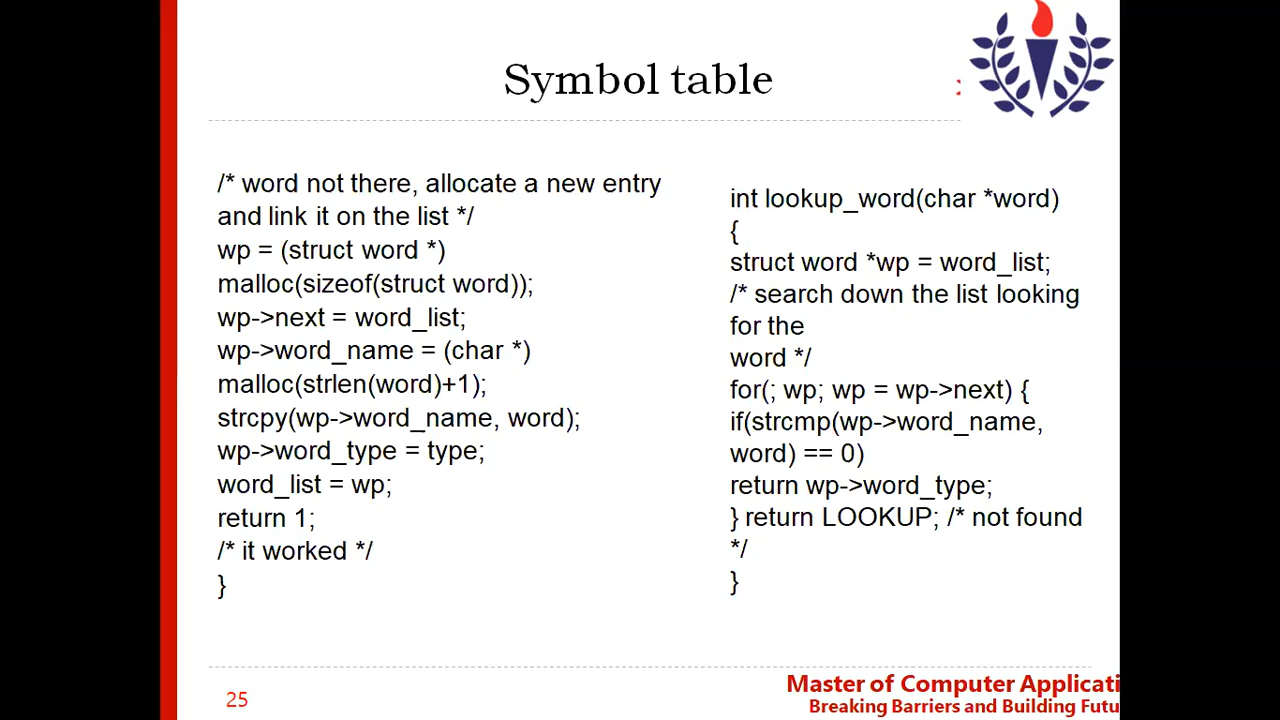 Symbol table
/* word not there, allocate a new entry
and link it on the list */
wp = (struct word *)
malloc(sizeof(struct word));
wp->next = word_list;
wp->word_name = (char *)
malloc(strlen(word)+1);
strcpy(wp->word_name, word);
wp->word_type = type;
word_list = wp;
return 1;
/* it worked */
}
int lookup_word(char *word)
{
struct word *wp = word_list;
/* search down the list looking
for the
word */
for(; wp; wp = wp->next) {
if(strcmp(wp->word_name,
word) == 0)
return wp->word_type;
} return LOOKUP; /* not found
*/
}
25
Master of Computer Applicati
Breaking Barriers and Building Futu